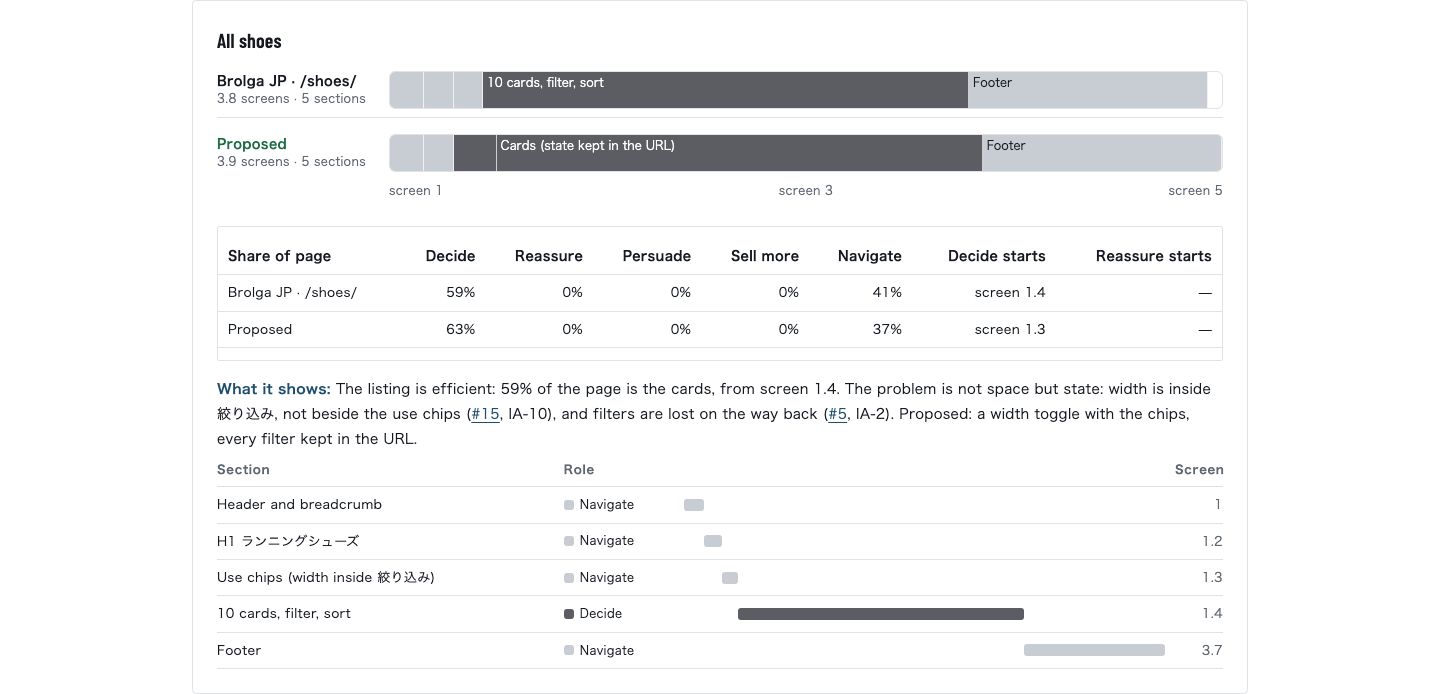 All shoes
Brolga JP · /shoes/
3.8 screens · 5 sections
10 cards, filter, sort
Footer
Proposed
3.9 screens · 5 sections
Cards (state kept in the URL)
Footer
screen 1 screen 3 screen 5
Share of page Decide Reassure Persuade Sell more Navigate Decide starts Reassure starts
Brolga JP · /shoes/ 59% 0% 0% 0% 41% screen 1.4 —
Proposed 63% 0% 0% 0% 37% screen 1.3 —
What it shows: The listing is efficient: 59% of the page is the cards, from screen 1.4. The problem is not space but state: width is inside
絞り込み, not beside the use chips (#15, IA-10), and filters are lost on the way back (#5, IA-2). Proposed: a width toggle with the chips,
every filter kept in the URL.
Section Role Screen
Header and breadcrumb Navigate 1
H1 ランニングシューズ Navigate 1.2
Use chips (width inside 絞り込み) Navigate 1.3
10 cards, filter, sort Decide 1.4
Footer Navigate 3.7